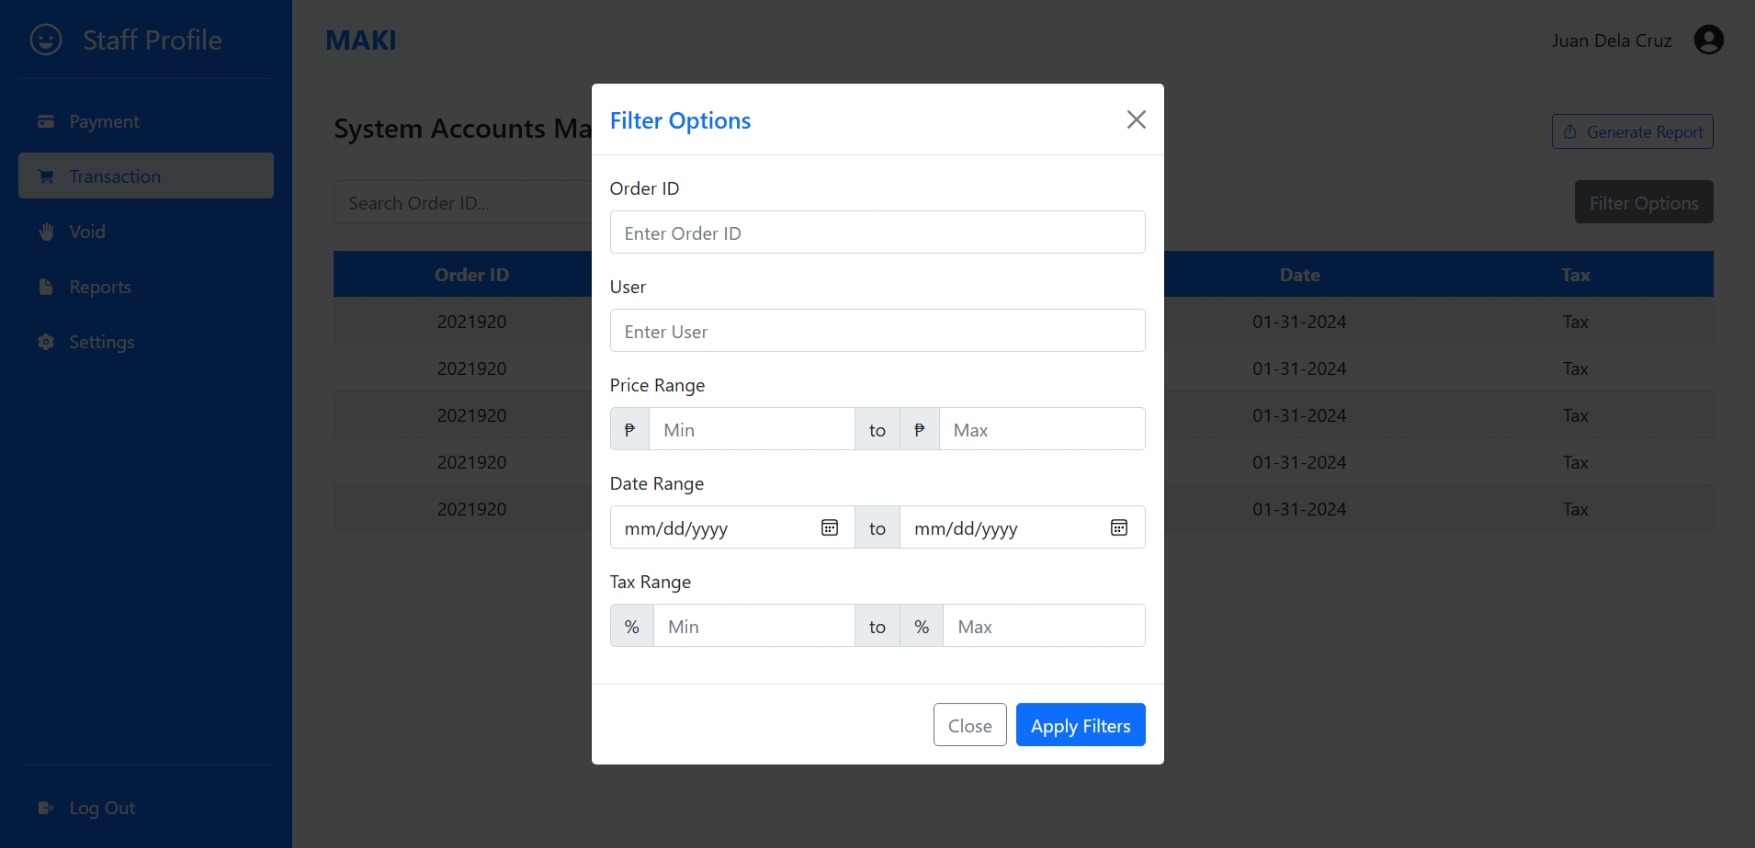 Staff Profile
MAKI
Juan Dela Cruz
Payment
Transaction
Void
Reports
Settings
Log Out
System Accounts Ma
Generate Report
Search Order ID...
Filter Options
Order ID Date Tax
2021920 01-31-2024 Tax
2021920 01-31-2024 Tax
2021920 01-31-2024 Tax
2021920 01-31-2024 Tax
2021920 01-31-2024 Tax
Filter Options
Order ID
Enter Order ID
User
Enter User
Price Range
₱ Min to ₱ Max
Date Range
mm/dd/yyyy to mm/dd/yyyy
Tax Range
% Min to % Max
Close Apply Filters